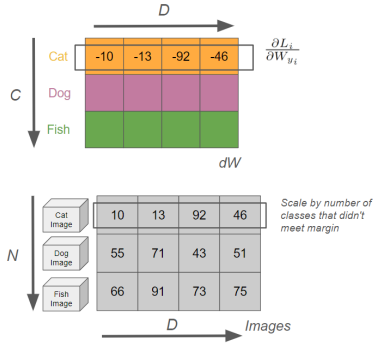 D
C
Cat -10 -13 -92 -46 ∂L_i/∂W_{y_i}
Dog
Fish
dW
N
Cat Image 10 13 92 46
Scale by number of
classes that didn't
meet margin
Dog Image 55 71 43 51
Fish Image 66 91 73 75
D Images